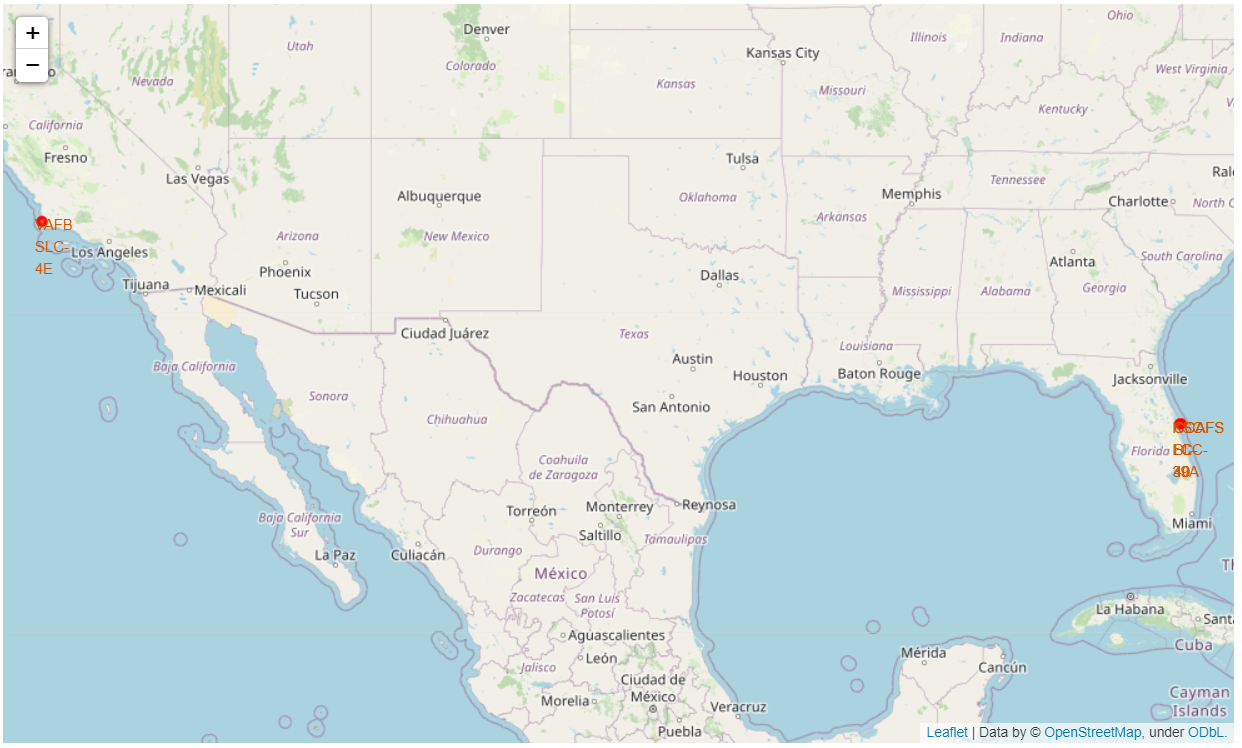 +
−
Denver
Ohio
Utah
Illinois
Indiana
Kansas City
Colorado
West Virginia
Nevada
Kansas
Missouri
Kentucky
California
Fresno
Tulsa
Las Vegas
Tennessee
Memphis
Albuquerque
Oklahoma
Charlotte
Arkansas
VAFB
SLC-
4E
Arizona
New Mexico
Los Angeles
Atlanta
South Carolina
Phoenix
Dallas
Tijuana
Mexicali
Tucson
Mississippi
Alabama
Georgia
Ciudad Juárez
Texas
Louisiana
Austin
Baja California
Baton Rouge
Houston
Jacksonville
Sonora
San Antonio
Chihuahua
Florida
Coahuila
de Zaragoza
Reynosa
Torreón
Monterrey
Baja California
Sur
Miami
Saltillo
Tamaulipas
La Paz
Culiacán
Durango
México
Zacatecas
San Luis
Potosí
La Habana
Aguascalientes
Cuba
León
Mérida
Jalisco
Cancún
Ciudad de
México
Cayman
Islands
Morelia
Veracruz
Puebla
Leaflet | Data by © OpenStreetMap, under ODbL.